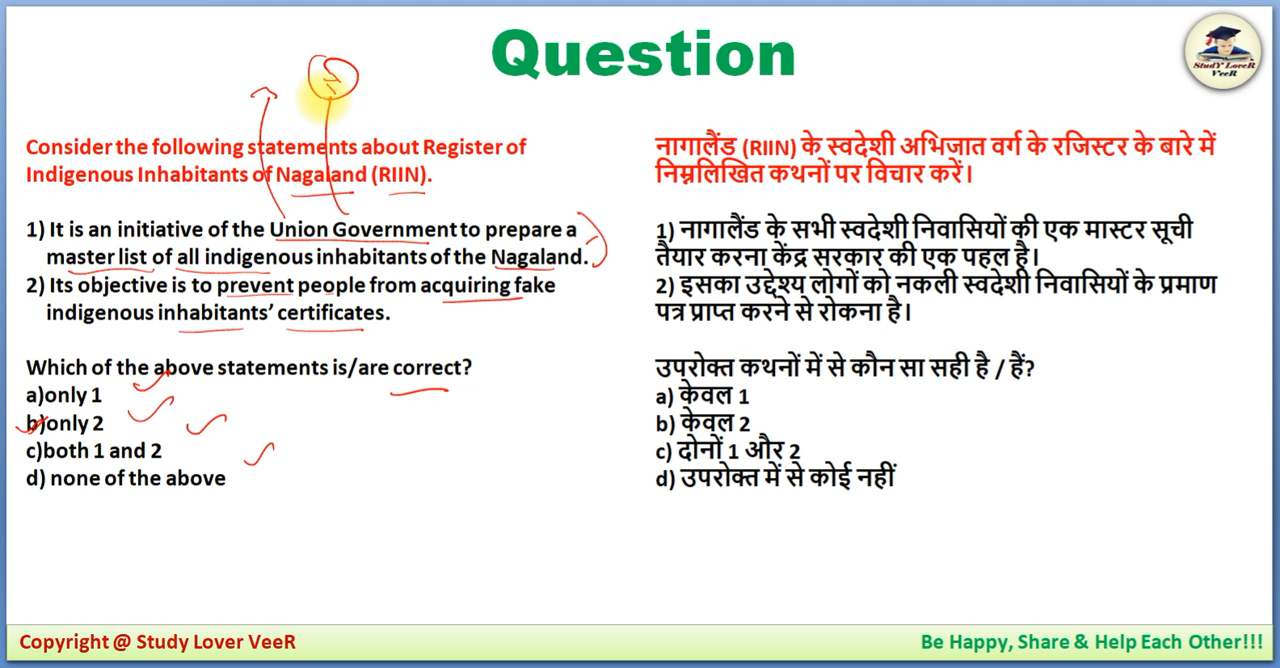 Question
StudY LoveR
VeeR
Consider the following statements about Register of
Indigenous Inhabitants of Nagaland (RIIN).
1) It is an initiative of the Union Government to prepare a
master list of all indigenous inhabitants of the Nagaland.
2) Its objective is to prevent people from acquiring fake
indigenous inhabitants’ certificates.
Which of the above statements is/are correct?
a)only 1
b)only 2
c)both 1 and 2
d) none of the above
नागालैंड (RIIN) के स्वदेशी अभिजात वर्ग के रजिस्टर के बारे में
निम्नलिखित कथनों पर विचार करें।
1) नागालैंड के सभी स्वदेशी निवासियों की एक मास्टर सूची
तैयार करना केंद्र सरकार की एक पहल है।
2) इसका उद्देश्य लोगों को नकली स्वदेशी निवासियों के प्रमाण
पत्र प्राप्त करने से रोकना है।
उपरोक्त कथनों में से कौन सा सही है / हैं?
a) केवल 1
b) केवल 2
c) दोनों 1 और 2
d) उपरोक्त में से कोई नहीं
Copyright @ Study Lover VeeR
Be Happy, Share & Help Each Other!!!